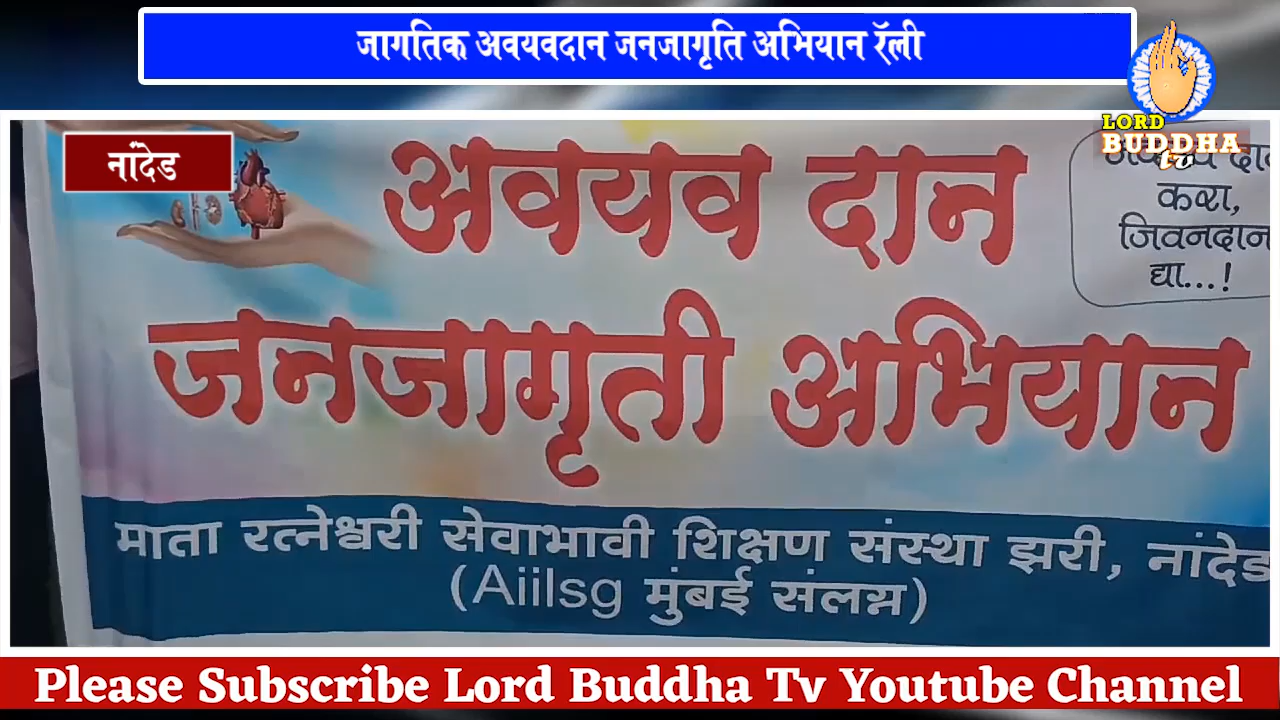 जागतिक अवयवदान जनजागृति अभियान रॅली
LORD
BUDDHA
tv
नांदेड
अवयव दान
करा,
जिवनदान
द्या...!
जनजागृती अभियान
माता रत्नेश्वरी सेवाभावी शिक्षण संस्था झरी, नांदेड
(Aiilsg मुंबई संलग्न)
Please Subscribe Lord Buddha Tv Youtube Channel